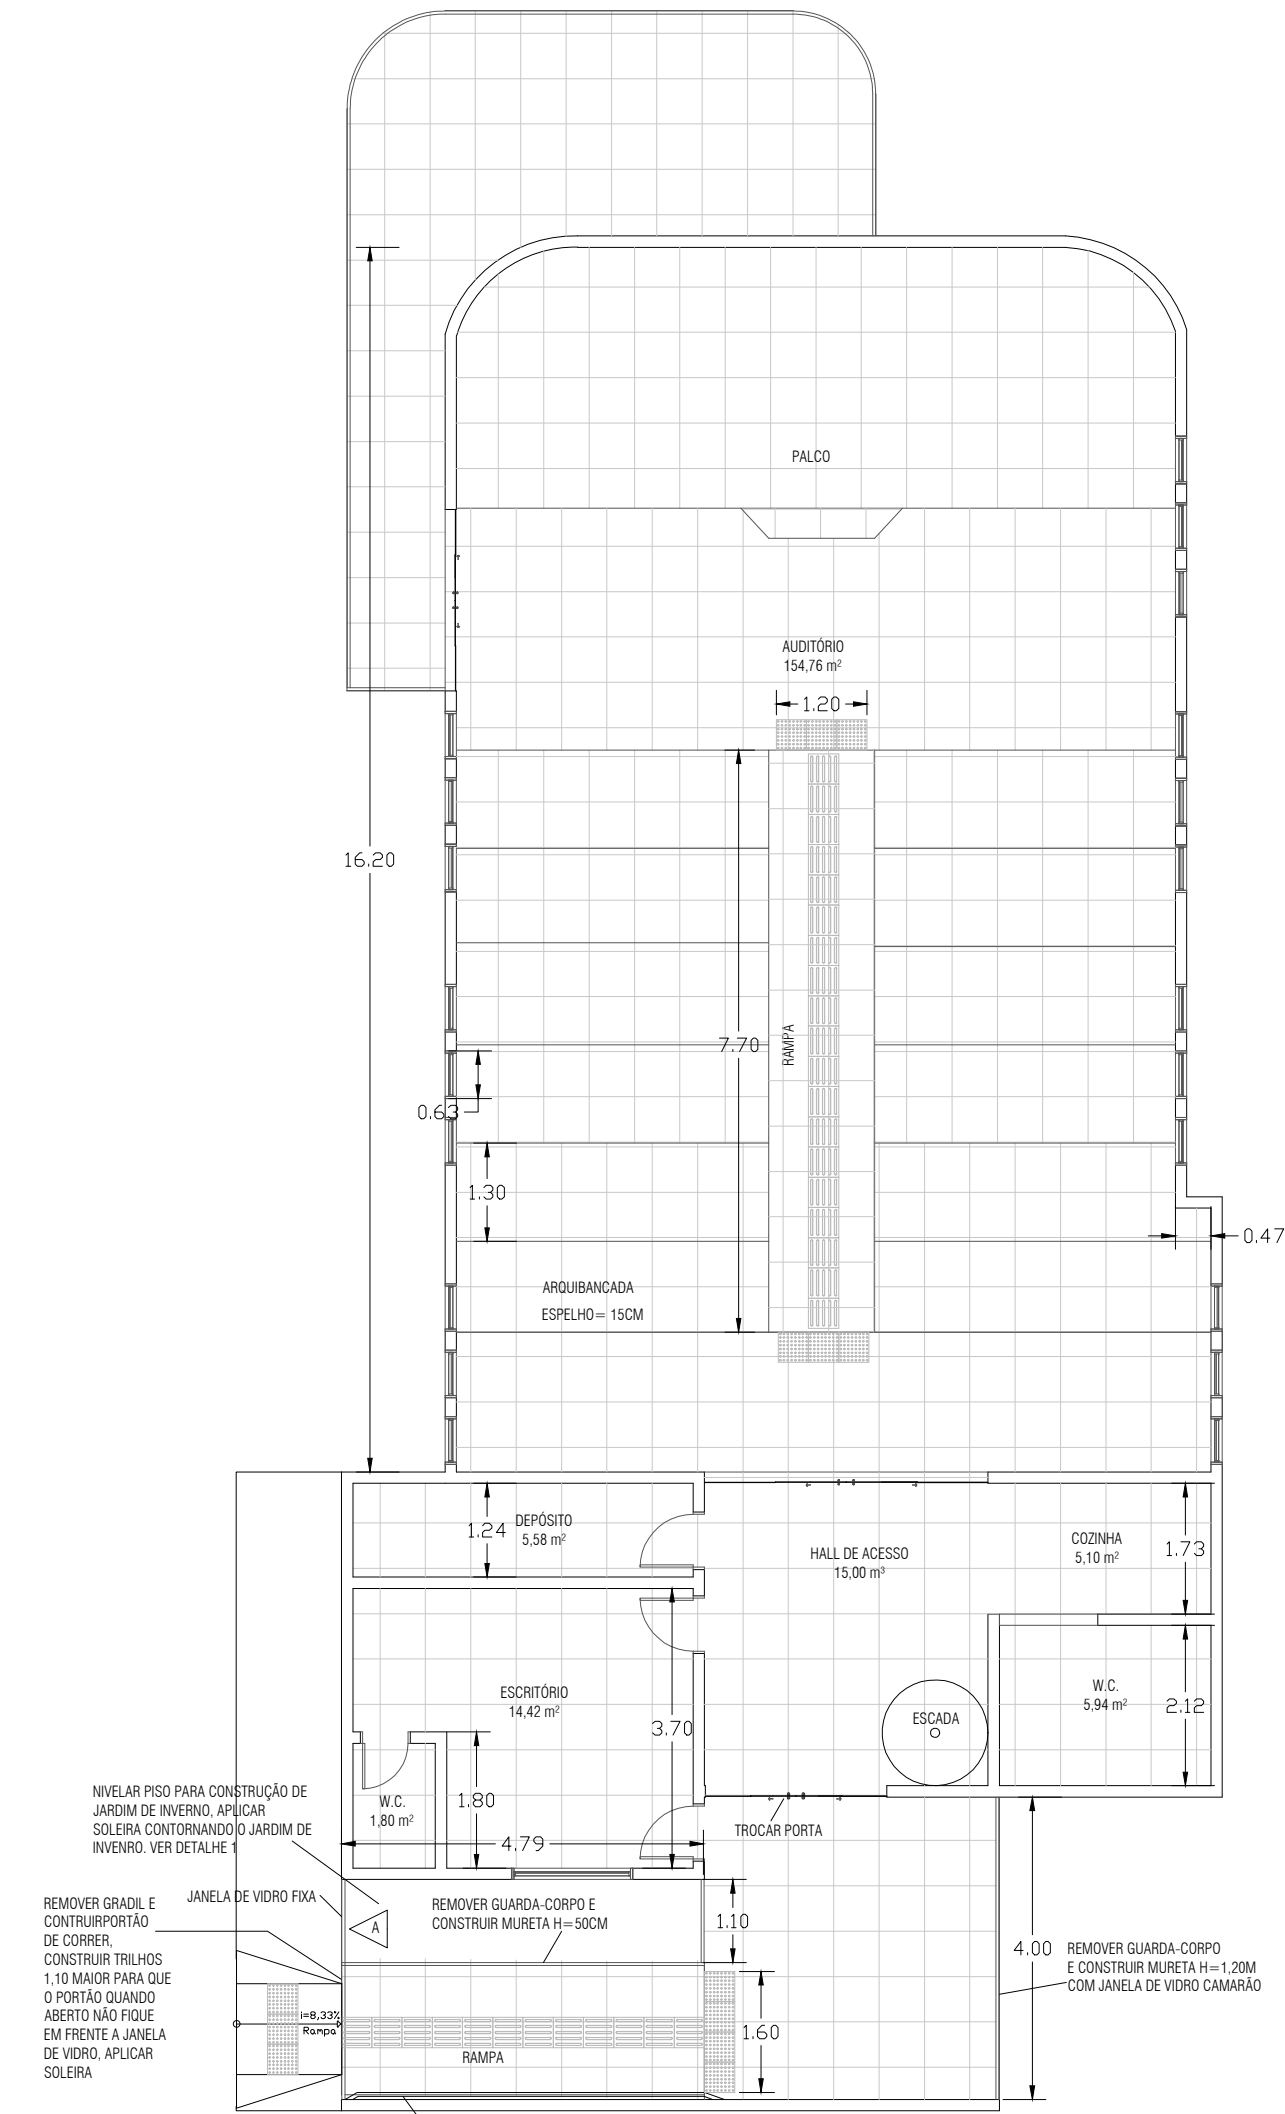 PALCO
AUDITÓRIO
154,76 m²
1.20
16.20
7.70
RAMPA
0.63
1.30
0.47
ARQUIBANCADA
ESPELHO= 15CM
DEPÓSITO
5,58 m²
1.24
HALL DE ACESSO
15,00 m³
COZINHA
5,10 m²
1.73
ESCRITÓRIO
14,42 m²
3.70
W.C.
5,94 m²
2.12
ESCADA
NIVELAR PISO PARA CONSTRUÇÃO DE
JARDIM DE INVERNO, APLICAR
SOLEIRA CONTORNANDO O JARDIM DE
INVENRO. VER DETALHE 1
W.C.
1,80 m²
1.80
4.79
TROCAR PORTA
JANELA DE VIDRO FIXA
A
REMOVER GUARDA-CORPO E
CONSTRUIR MURETA H=50CM
1.10
REMOVER GRADIL E
CONTRUIRPORTÃO
DE CORRER,
CONSTRUIR TRILHOS
1,10 MAIOR PARA QUE
O PORTÃO QUANDO
ABERTO NÃO FIQUE
EM FRENTE A JANELA
DE VIDRO, APLICAR
SOLEIRA
4.00
REMOVER GUARDA-CORPO
E CONSTRUIR MURETA H=1,20M
COM JANELA DE VIDRO CAMARÃO
i=8,33%
Rampa
1.60
RAMPA